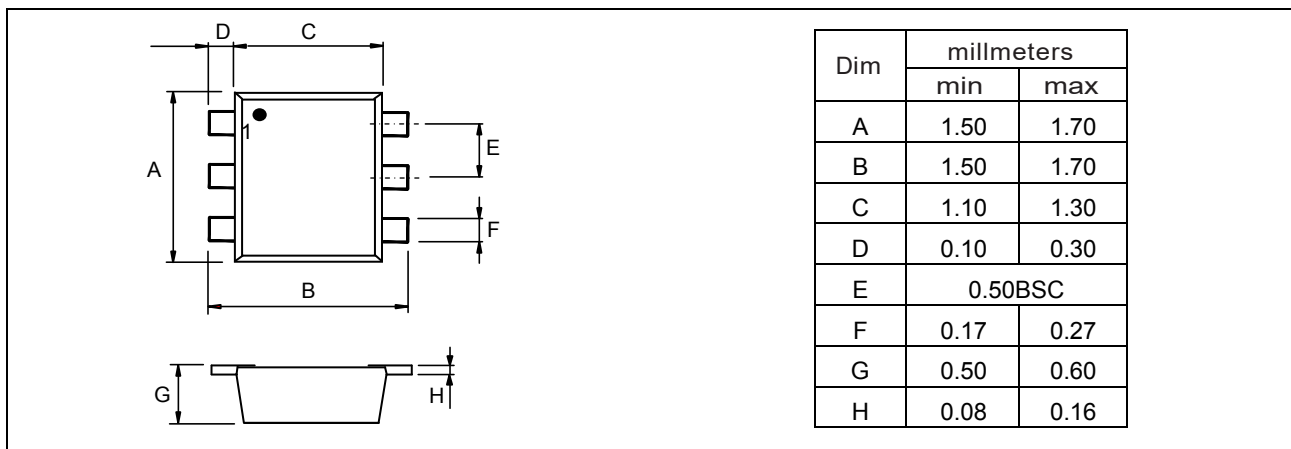 D C
1
A
E
F
B
G
H
Dim millmeters
min max
A 1.50 1.70
B 1.50 1.70
C 1.10 1.30
D 0.10 0.30
E 0.50BSC
F 0.17 0.27
G 0.50 0.60
H 0.08 0.16